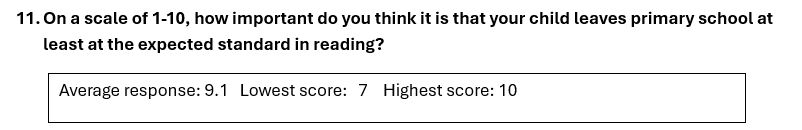 11. On a scale of 1-10, how important do you think it is that your child leaves primary school at
least at the expected standard in reading?
Average response: 9.1 Lowest score: 7 Highest score: 10